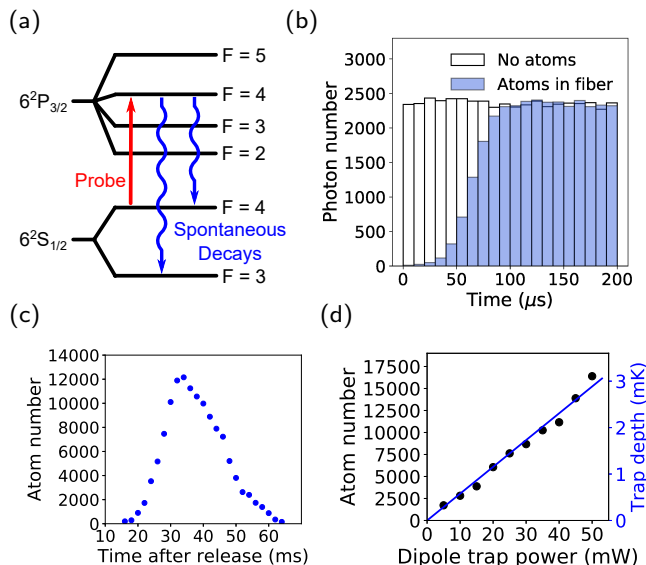 (a)
F = 5
F = 4
6²P3/2
F = 3
F = 2
Probe
F = 4
Spontaneous
Decays
6²S1/2
F = 3
(b)
No atoms
Atoms in fiber
3000
2500
2000
1500
1000
500
0
Photon number
0 50 100 150 200
Time (μs)
(c)
14000
12000
10000
8000
6000
4000
2000
0
Atom number
10 20 30 40 50 60
Time after release (ms)
(d)
17500
15000
12500
10000
7500
5000
2500
0
Atom number
3
2
1
0
Trap depth (mK)
0 10 20 30 40 50
Dipole trap power (mW)